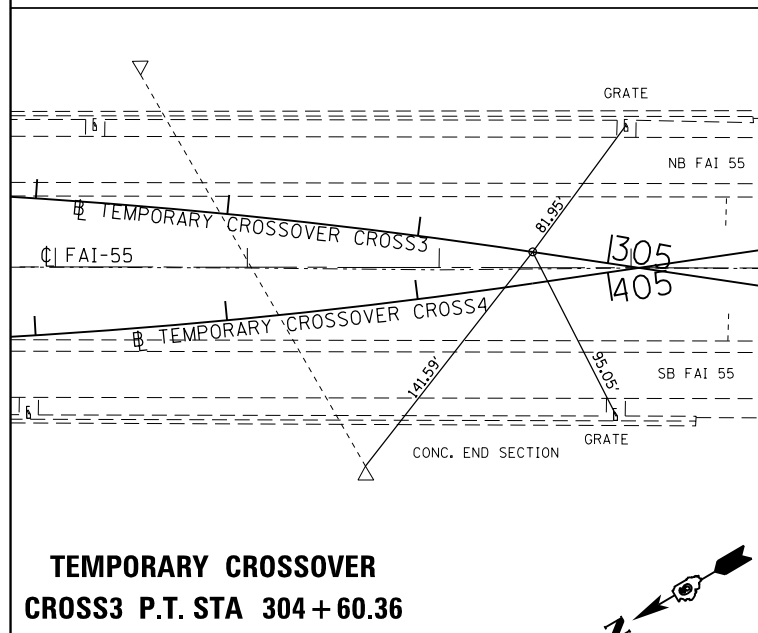 GRATE
NB FAI 55
81.95'
℄ TEMPORARY CROSSOVER CROSS3
305
℄ FAI-55
405
℄ TEMPORARY CROSSOVER CROSS4
SB FAI 55
141.59'
95.05'
GRATE
CONC. END SECTION
TEMPORARY CROSSOVER
CROSS3 P.T. STA 304+60.36
N